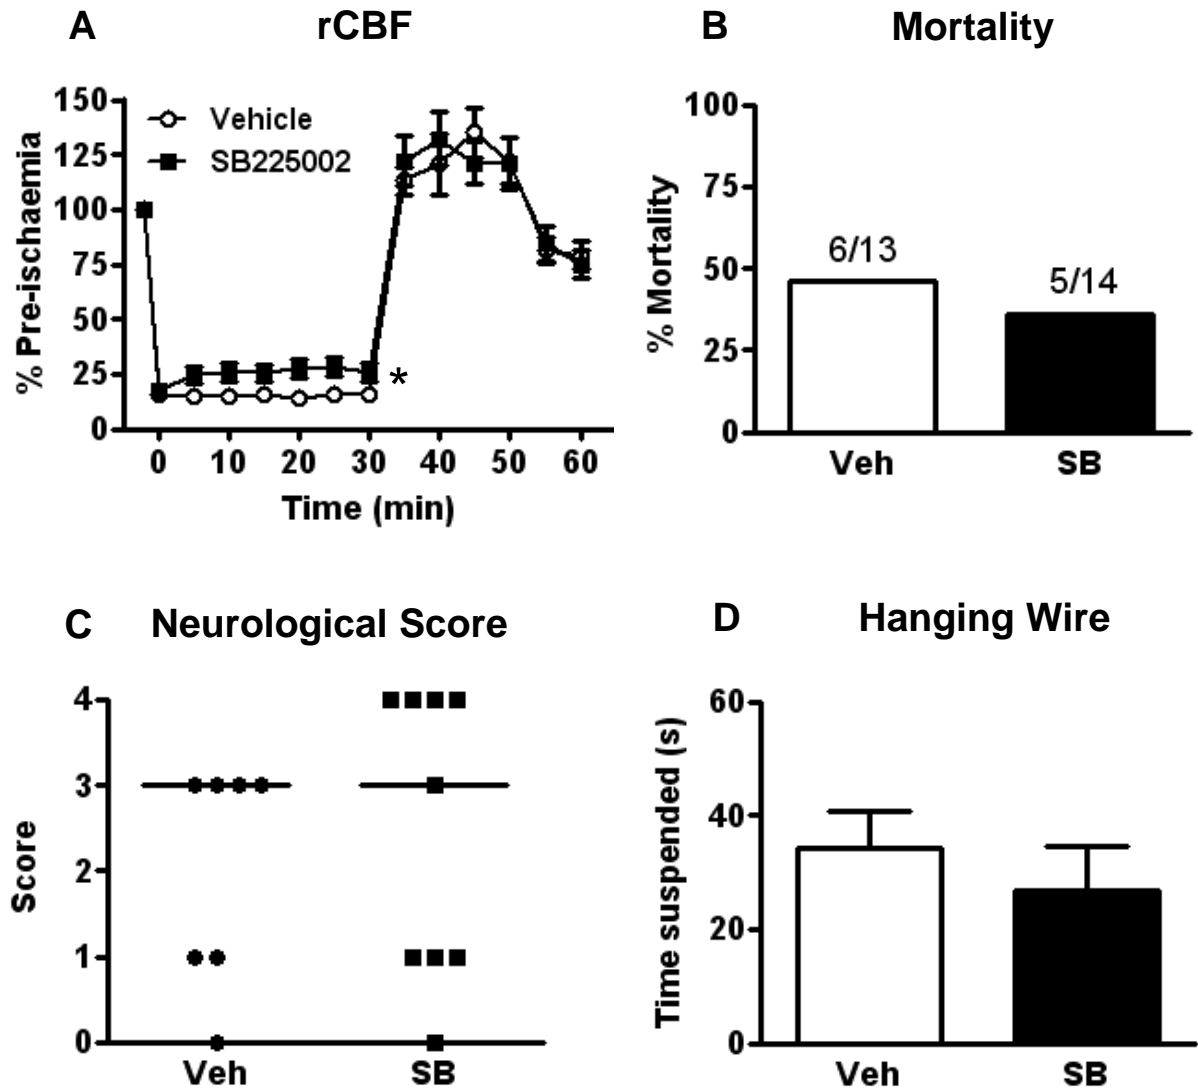 A rCBF
150
125
100
75
50
25
0
% Pre-ischaemia
Vehicle
SB225002
*
0 10 20 30 40 50 60
Time (min)
B Mortality
100
75
50
25
0
% Mortality
6/13
5/14
Veh SB
C Neurological Score
4
3
2
1
0
Score
Veh SB
D Hanging Wire
60
40
20
0
Time suspended (s)
Veh SB